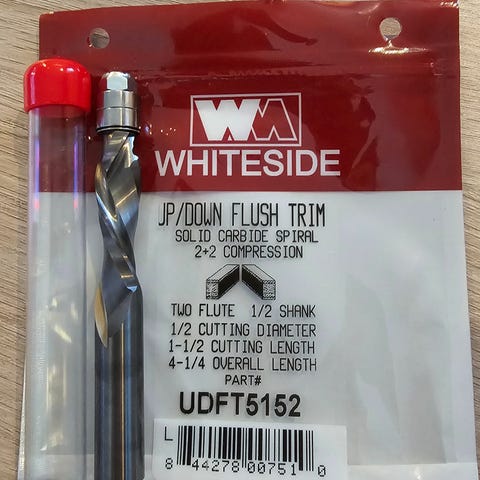 WHITESIDE
UP/DOWN FLUSH TRIM
SOLID CARBIDE SPIRAL
2+2 COMPRESSION
TWO FLUTE 1/2 SHANK
1/2 CUTTING DIAMETER
1-1/2 CUTTING LENGTH
4-1/4 OVERALL LENGTH
PART#
UDFT5152
L
8 44278 00751 0